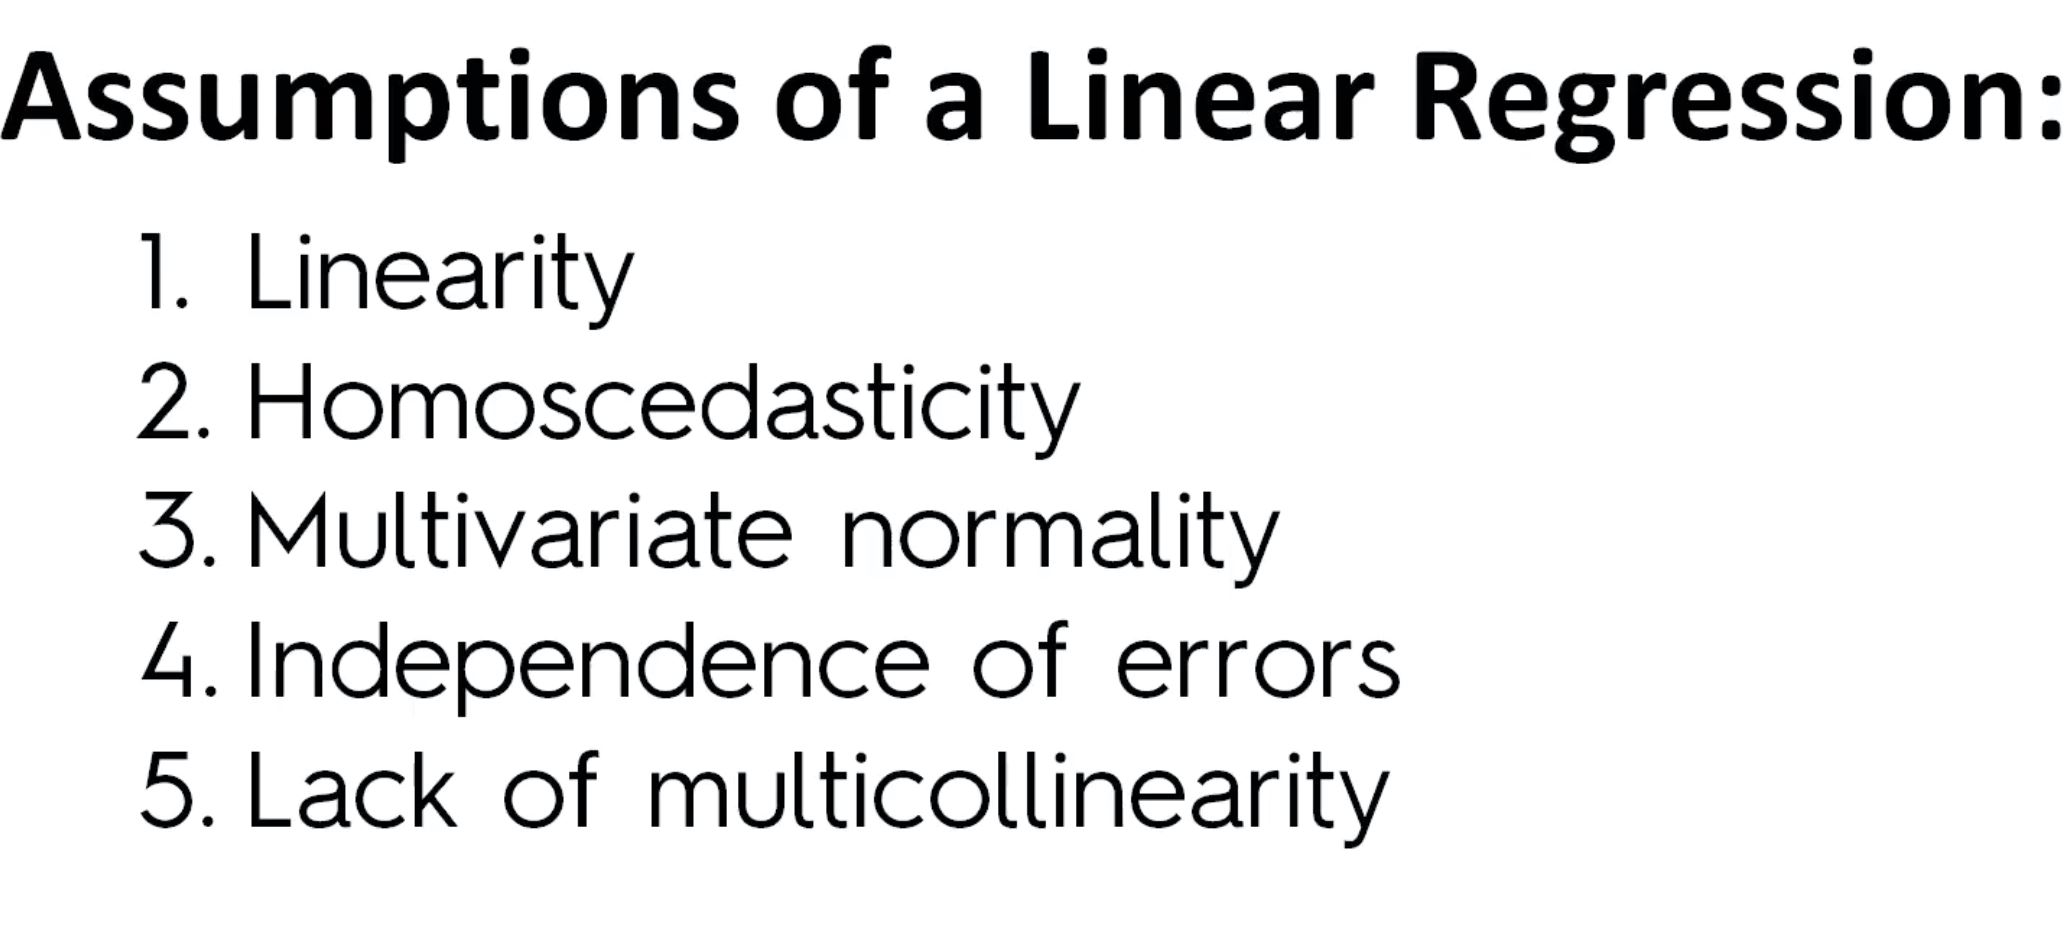 Assumptions of a Linear Regression:
1. Linearity
2. Homoscedasticity
3. Multivariate normality
4. Independence of errors
5. Lack of multicollinearity